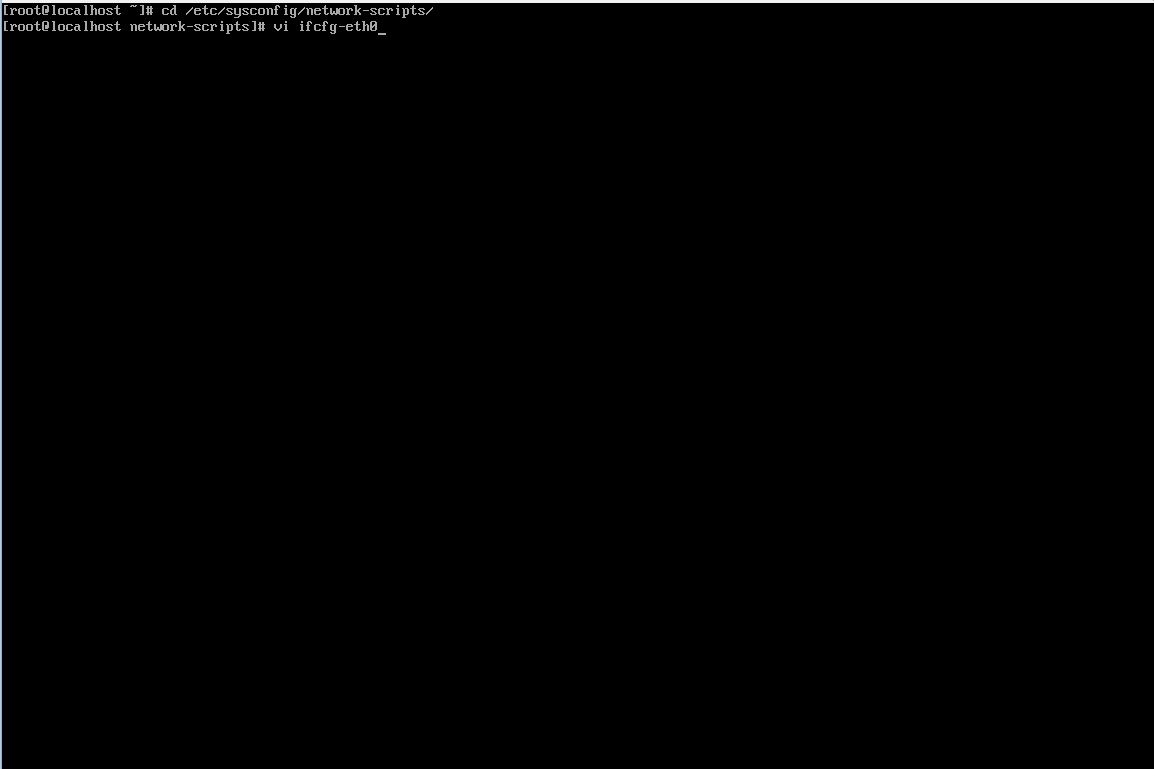 [root@localhost ~]# cd /etc/sysconfig/network-scripts/
[root@localhost network-scripts]# vi ifcfg-eth0_